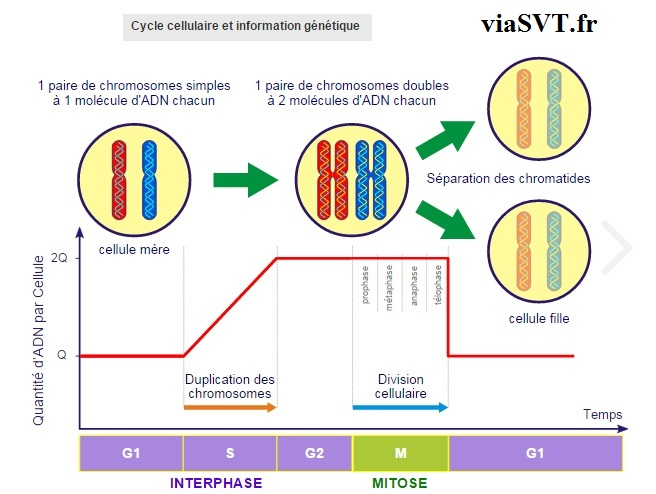 Cycle cellulaire et information génétique
viaSVT.fr
1 paire de chromosomes simples
à 1 molécule d'ADN chacun
1 paire de chromosomes doubles
à 2 molécules d'ADN chacun
Séparation des chromatides
cellule mère
cellule fille
Quantité d'ADN par Cellule
2Q
Q
prophase
métaphase
anaphase
télophase
Duplication des
chromosomes
Division
cellulaire
Temps
G1
S
G2
M
G1
INTERPHASE
MITOSE